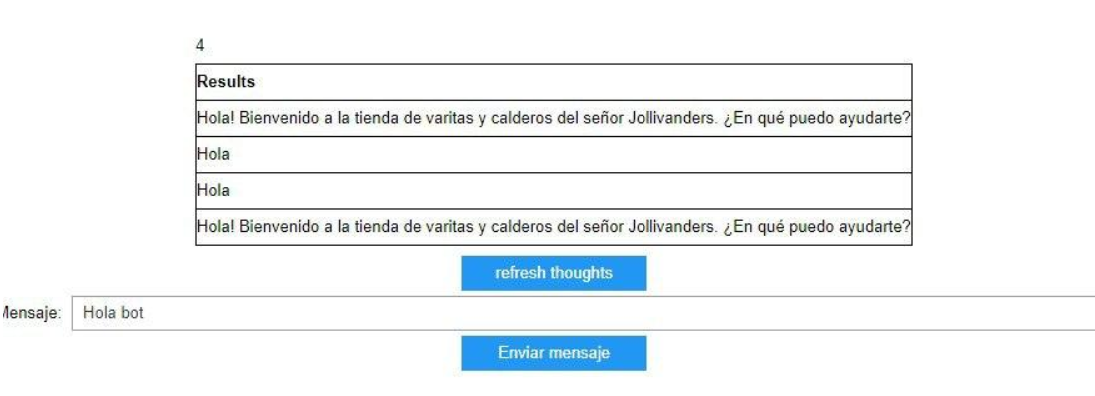 4
Results
Hola! Bienvenido a la tienda de varitas y calderos del señor Jollivanders. ¿En qué puedo ayudarte?
Hola
Hola
Hola! Bienvenido a la tienda de varitas y calderos del señor Jollivanders. ¿En qué puedo ayudarte?
refresh thoughts
Mensaje: Hola bot
Enviar mensaje